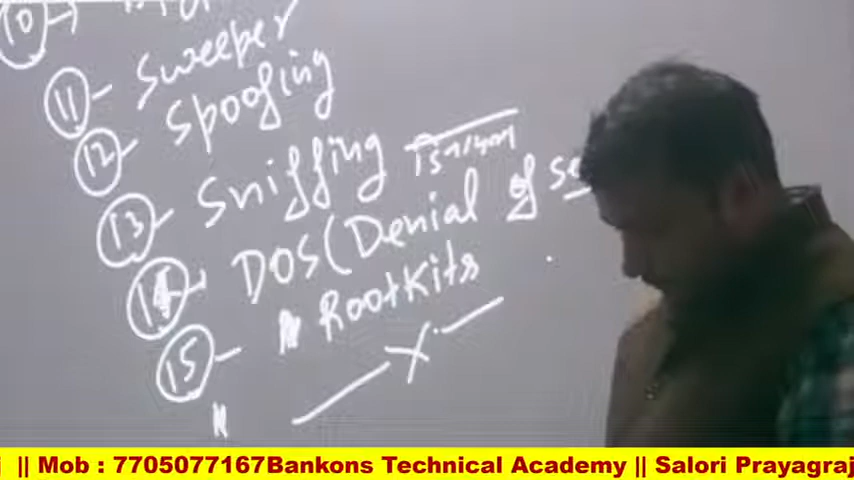 10 →
11 - Sweeper
12 - Spoofing
13 - Sniffing
14 → DOS (Denial of Se
15 - RootKits
|| Mob : 7705077167Bankons Technical Academy || Salori Prayagraj